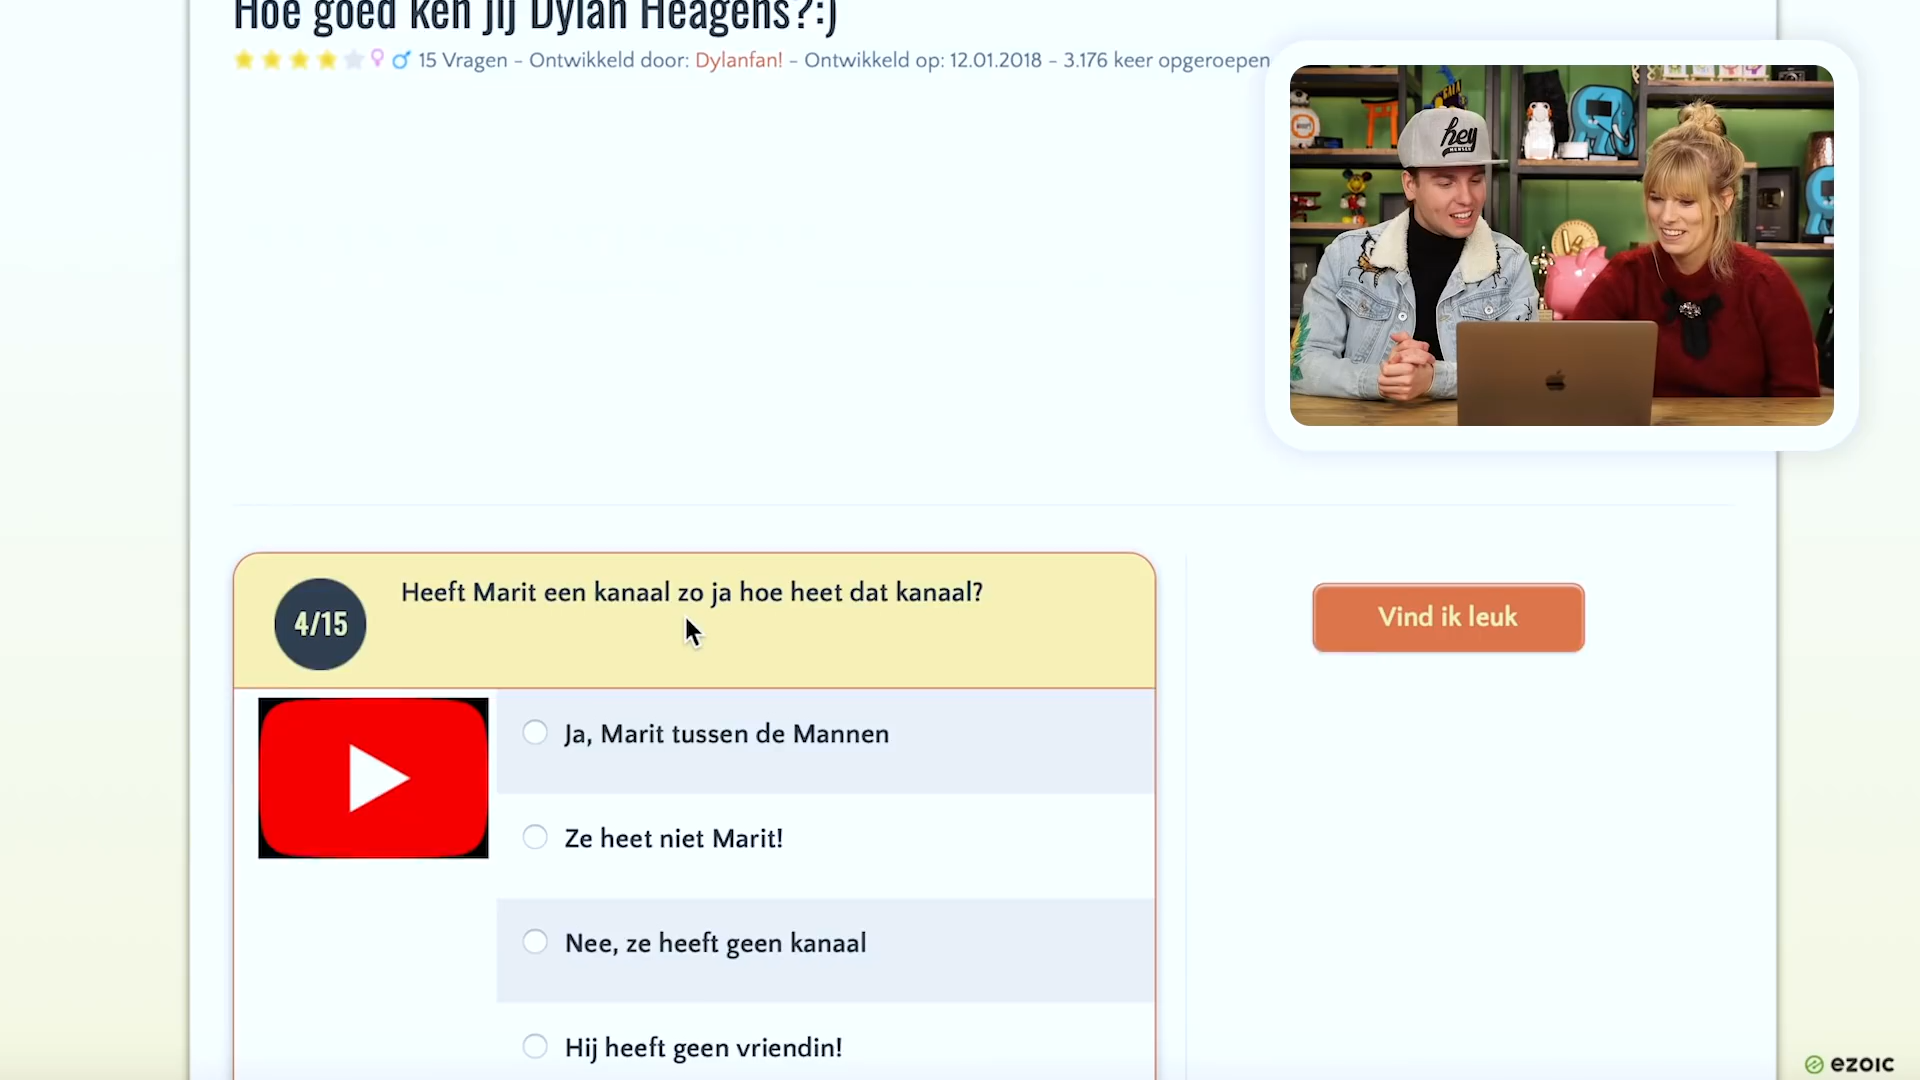 Hoe goed ken jij Dylan Heagens?:)
15 Vragen - Ontwikkeld door: Dylanfan! - Ontwikkeld op: 12.01.2018 - 3.176 keer opgeroepen
hey
4/15
Heeft Marit een kanaal zo ja hoe heet dat kanaal?
Vind ik leuk
Ja, Marit tussen de Mannen
Ze heet niet Marit!
Nee, ze heeft geen kanaal
Hij heeft geen vriendin!
ezoic